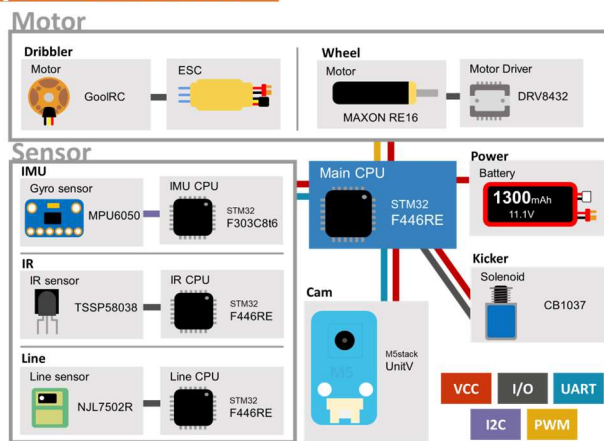 Motor
Dribbler
Motor
GoolRC
ESC
Wheel
Motor
MAXON RE16
Motor Driver
DRV8432
Sensor
IMU
Gyro sensor
MPU6050
IMU CPU
STM32
F303C8t6
IR
IR sensor
TSSP58038
IR CPU
STM32
F446RE
Line
Line sensor
NJL7502R
Line CPU
STM32
F446RE
Main CPU
STM32
F446RE
Power
Battery
1300mAh
11.1V
Kicker
Solenoid
CB1037
Cam
M5
M5stack
UnitV
VCC
I/O
UART
I2C
PWM